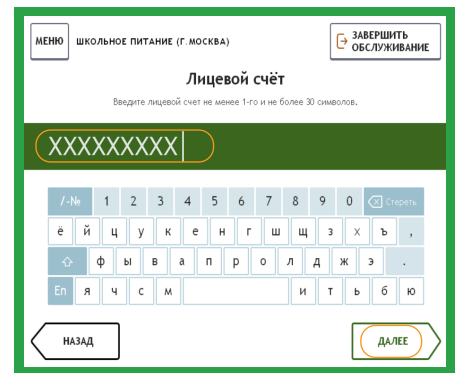 МЕНЮ
ШКОЛЬНОЕ ПИТАНИЕ (Г. МОСКВА)
ЗАВЕРШИТЬ
ОБСЛУЖИВАНИЕ
Лицевой счёт
Введите лицевой счет не менее 1-го и не более 30 символов.
XXXXXXXXX
/-№ 1 2 3 4 5 6 7 8 9 0 Стереть
ё й ц у к е н г ш щ з х ъ ,
ф ы в а п р о л д ж э .
En я ч с м и т ь б ю
НАЗАД
ДАЛЕЕ